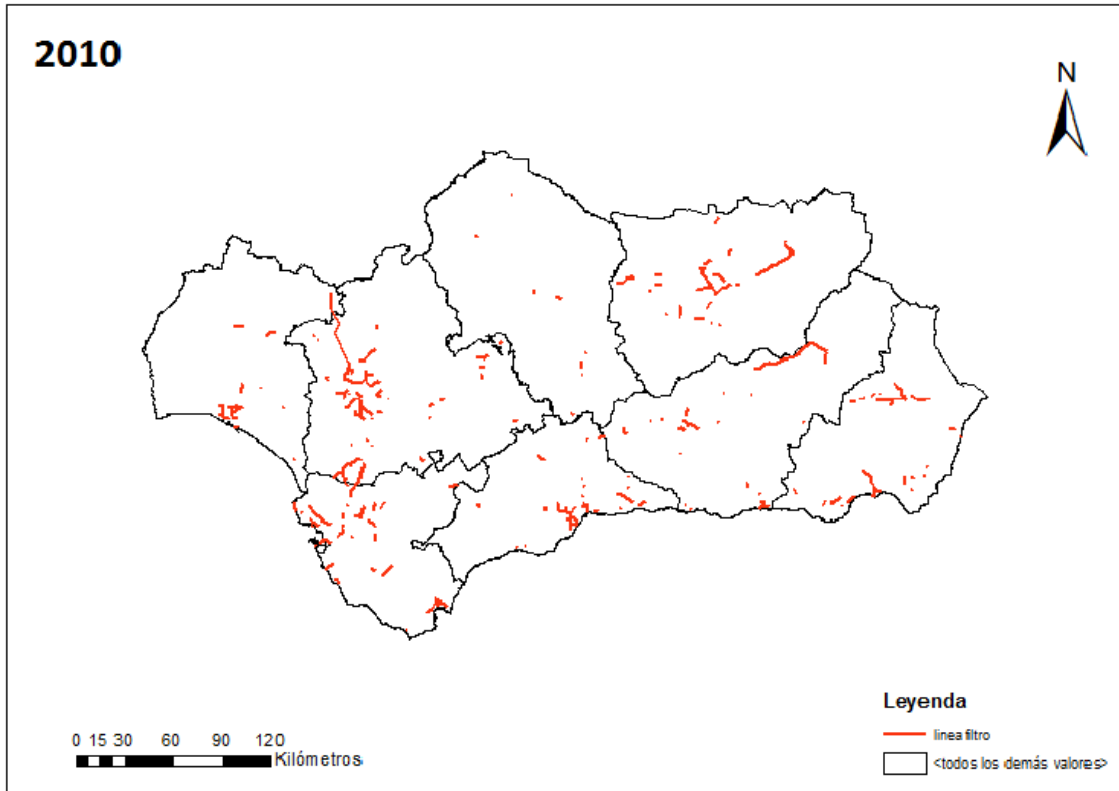 2010
N
Leyenda
linea filtro
<todos los demás valores>
0 15 30 60 90 120
Kilómetros